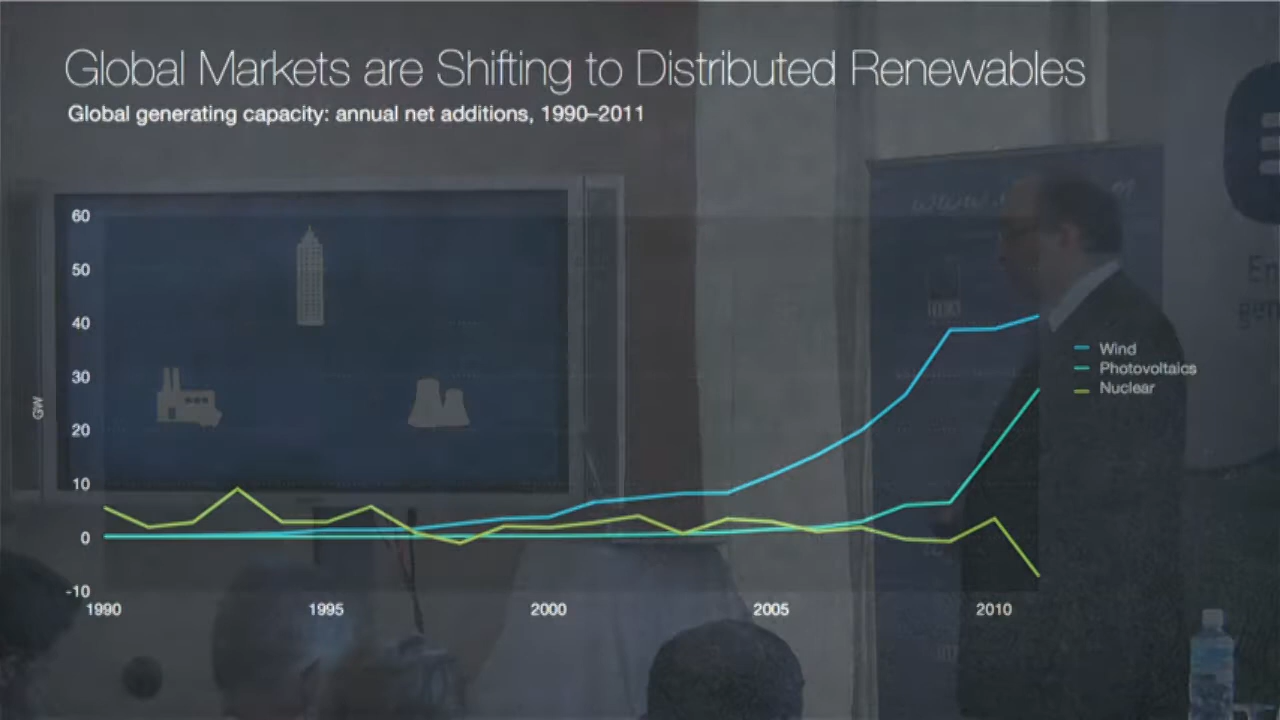 Global Markets are Shifting to Distributed Renewables
Global generating capacity: annual net additions, 1990–2011
60
50
40
30
20
10
0
-10
GW
1990
1995
2000
2005
2010
Wind
Photovoltaics
Nuclear